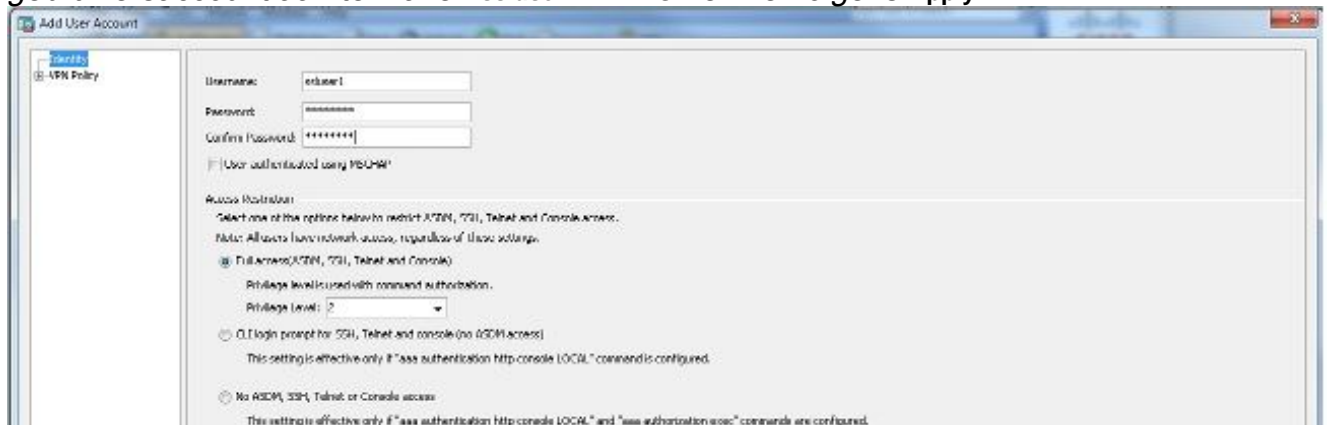 Add User Account
Identity
VPN Policy
Username:
Password: ********
Confirm Password: ********
User authenticated using MSCHAP
Access Restriction
Select one of the options below to restrict ASDM, SSH, Telnet and Console access.
Note: All users have network access, regardless of these settings.
Full access(ASDM, SSH, Telnet and Console)
Privilege level is used with command authorization.
Privilege Level: 2
CLI login prompt for SSH, Telnet and console (no ASDM access)
This setting is effective only if "aaa authentication http console LOCAL" command is configured.
No ASDM, SSH, Telnet or Console access
This setting is effective only if "aaa authentication http console LOCAL" and "aaa authorization exec" commands are configured.